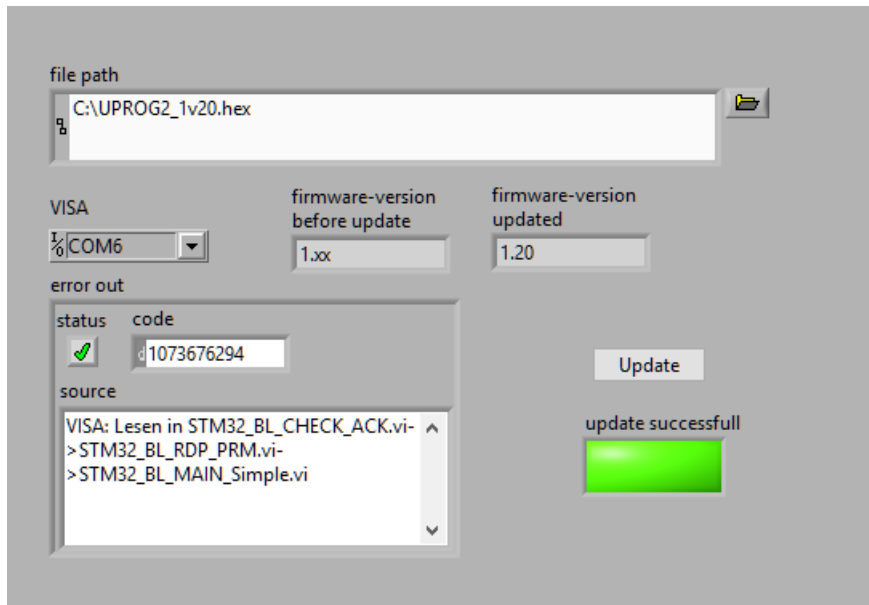 file path
C:\UPROG2_1v20.hex
VISA
COM6
firmware-version
before update
1.xx
firmware-version
updated
1.20
error out
status
code
d 1073676294
source
VISA: Lesen in STM32_BL_CHECK_ACK.vi-
>STM32_BL_RDP_PRM.vi-
>STM32_BL_MAIN_Simple.vi
Update
update successfull